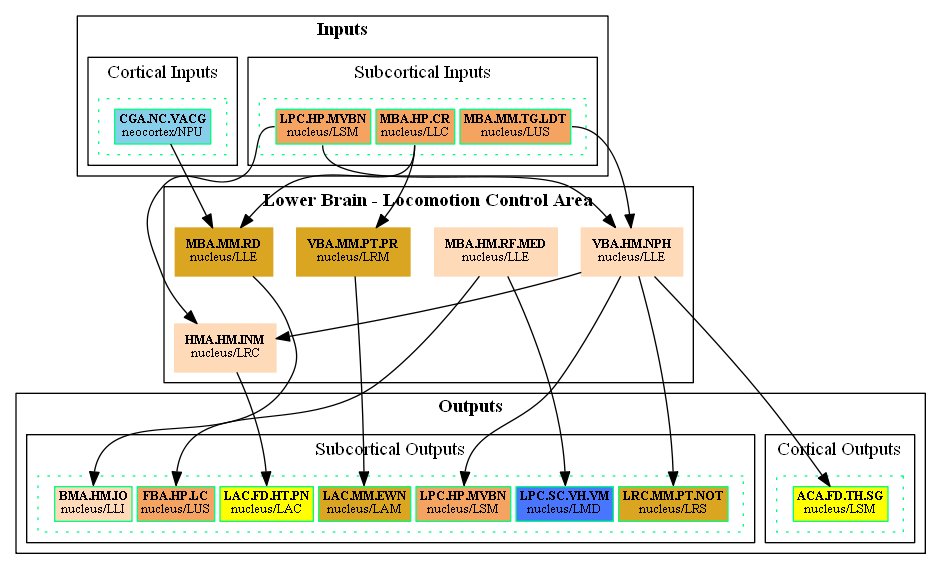 Inputs
Cortical Inputs
Subcortical Inputs
CGA.NC.VACG
neocortex/NPU
LPC.HP.MVBN
nucleus/LSM
MBA.HP.CR
nucleus/LLC
MBA.MM.TG.LDT
nucleus/LUS
Lower Brain - Locomotion Control Area
MBA.MM.RD
nucleus/LLE
VBA.MM.PT.PR
nucleus/LRM
MBA.HM.RF.MED
nucleus/LLE
VBA.HM.NPH
nucleus/LLE
HMA.HM.INM
nucleus/LRC
Outputs
Subcortical Outputs
Cortical Outputs
BMA.HM.IO
nucleus/LLI
FBA.HP.LC
nucleus/LUS
LAC.FD.HT.PN
nucleus/LAC
LAC.MM.EWN
nucleus/LAM
LPC.HP.MVBN
nucleus/LSM
LPC.SC.VH.VM
nucleus/LMD
LRC.MM.PT.NOT
nucleus/LRS
ACA.FD.TH.SG
nucleus/LSM